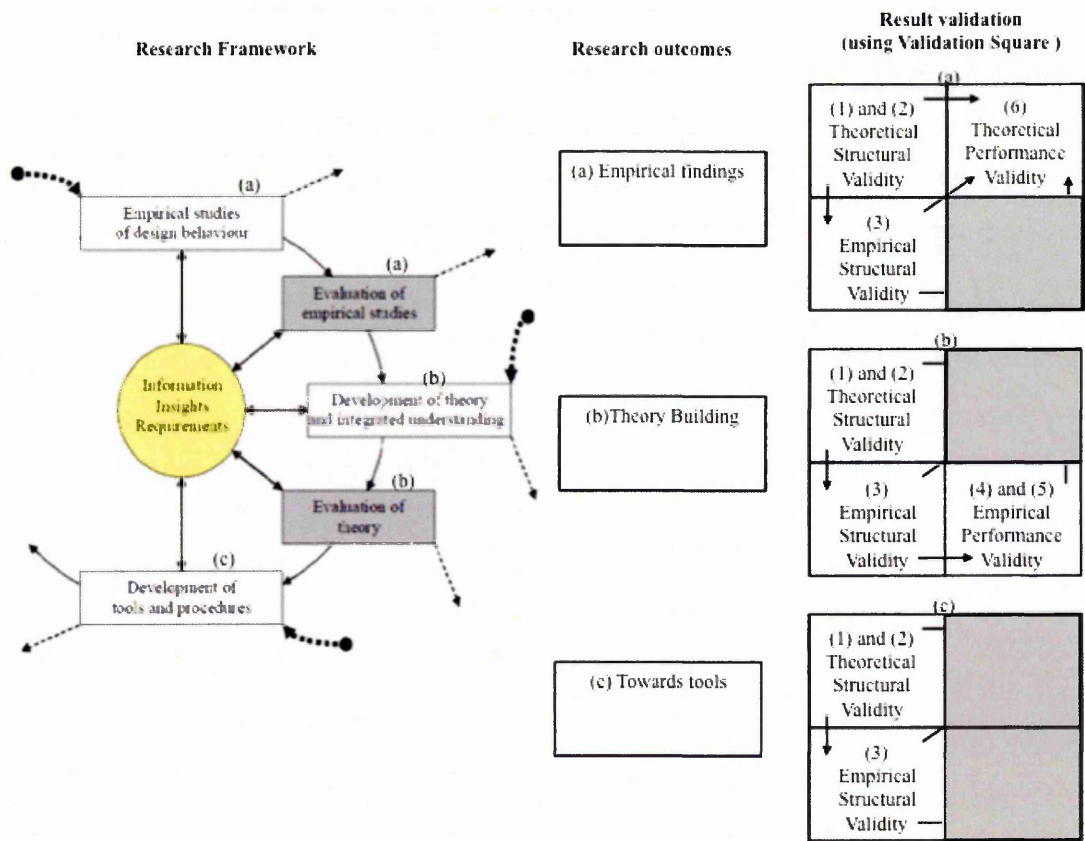 Research Framework
Research outcomes
Result validation
(using Validation Square )
(a)
Empirical studies
of design behaviour
(a)
Evaluation of
empirical studies
(b)
Development of theory
and integrated understanding
(b)
Evaluation of
theory
(c)
Development of
tools and procedures
Information
Insights
Requirements
(a) Empirical findings
(b)Theory Building
(c) Towards tools
(a)
(1) and (2)
Theoretical
Structural
Validity
(6)
Theoretical
Performance
Validity
(3)
Empirical
Structural
Validity
(b)
(1) and (2)
Theoretical
Structural
Validity
(3)
Empirical
Structural
Validity
(4) and (5)
Empirical
Performance
Validity
(c)
(1) and (2)
Theoretical
Structural
Validity
(3)
Empirical
Structural
Validity